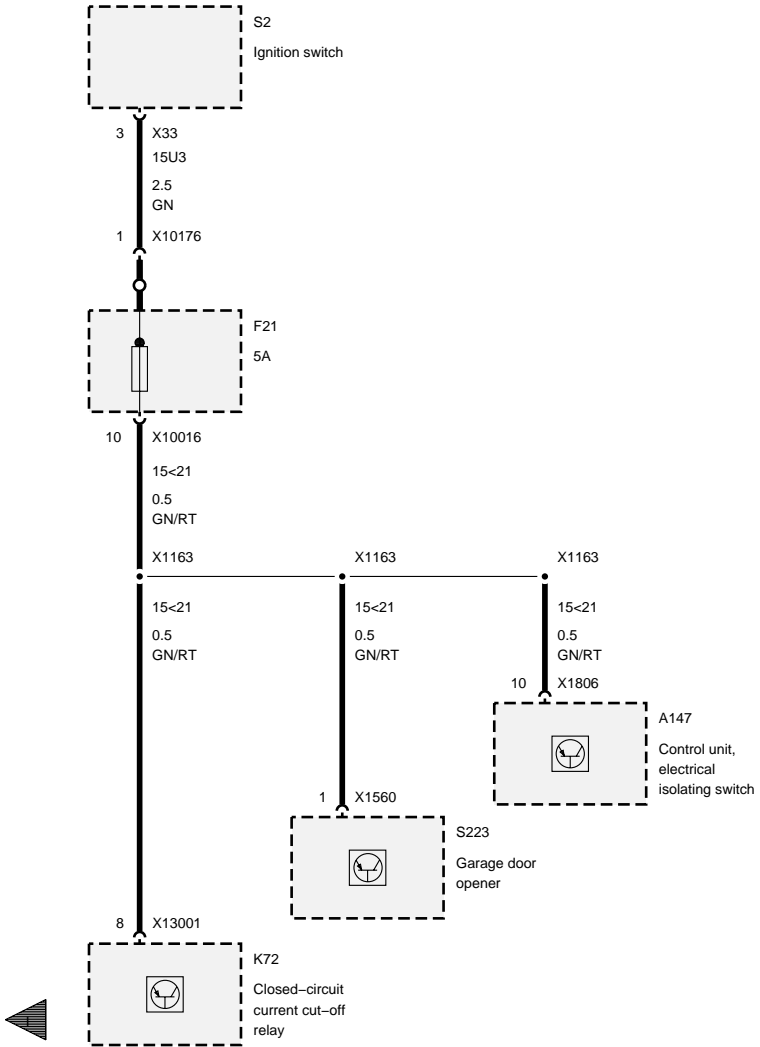 S2
Ignition switch
3 X33
15U3
2.5
GN
1 X10176
F21
5A
10 X10016
15<21
0.5
GN/RT
X1163 X1163 X1163
15<21 15<21 15<21
0.5 0.5 0.5
GN/RT GN/RT GN/RT
10 X1806
A147
Control unit,
electrical
isolating switch
1 X1560
S223
Garage door
opener
8 X13001
K72
Closed−circuit
current cut−off
relay